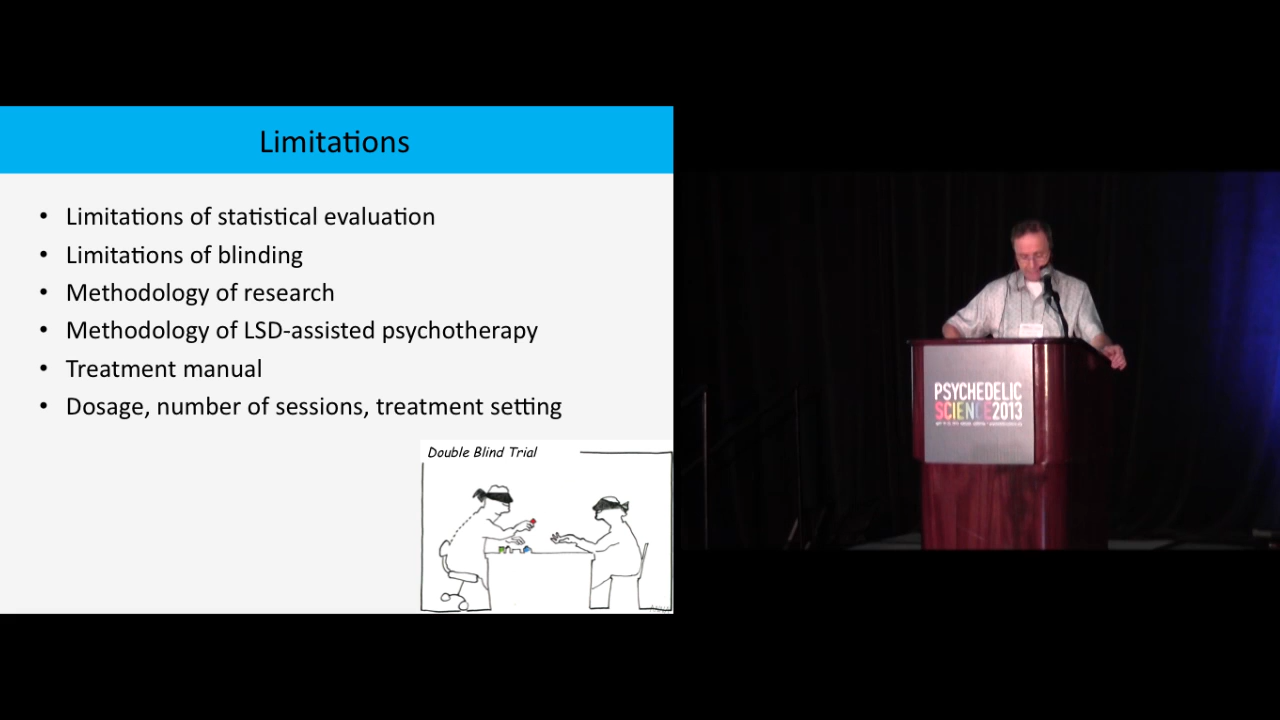 Limitations
• Limitations of statistical evaluation
• Limitations of blinding
• Methodology of research
• Methodology of LSD-assisted psychotherapy
• Treatment manual
• Dosage, number of sessions, treatment setting
Double Blind Trial
PSYCHEDELIC
SCIENCE2013